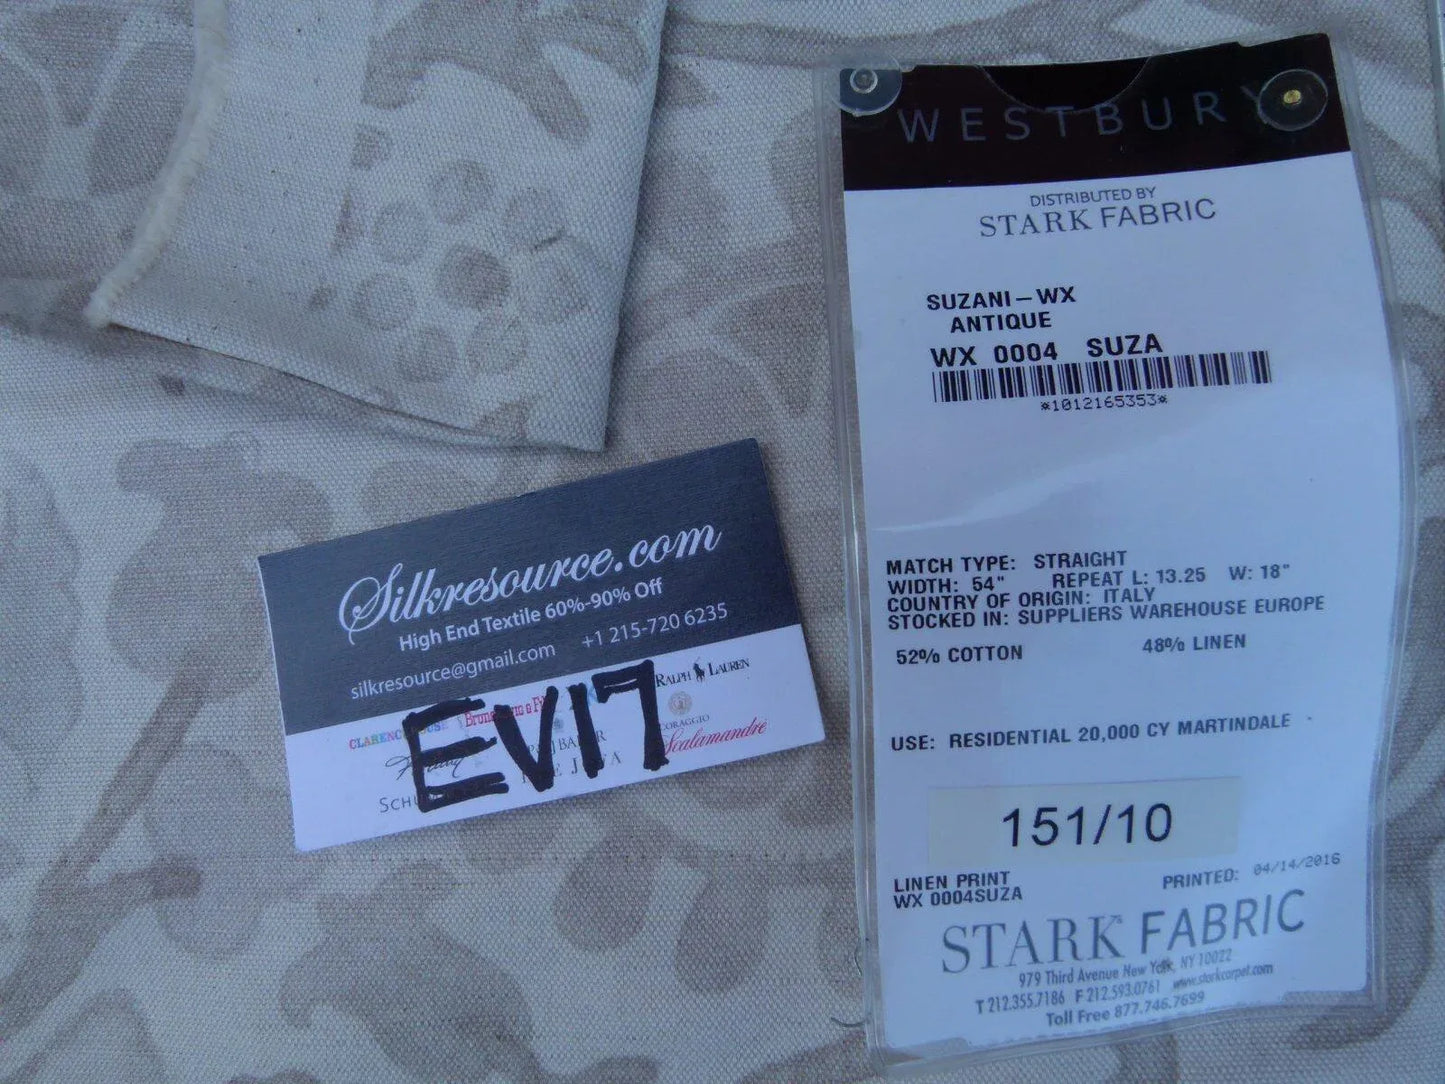 WESTBURY
DISTRIBUTED BY
STARK FABRIC
SUZANI-WX
ANTIQUE
WX 0004 SUZA
*1012165353*
MATCH TYPE: STRAIGHT
WIDTH: 54" REPEAT L: 13.25 W: 18"
COUNTRY OF ORIGIN: ITALY
STOCKED IN: SUPPLIERS WAREHOUSE EUROPE
52% COTTON 48% LINEN
USE: RESIDENTIAL 20,000 CY MARTINDALE
151/10
LINEN PRINT PRINTED: 04/14/2016
WX 0004SUZA
STARK FABRIC
979 Third Avenue New York, NY 10022
T 212.355.7186 F 212.593.0761 www.starkcarpet.com
Toll Free 877.746.7699
Silkresource.com
High End Textile 60%-90% Off
silkresource@gmail.com +1 215-720 6235
EV17
RALPH LAUREN
Scalamandré